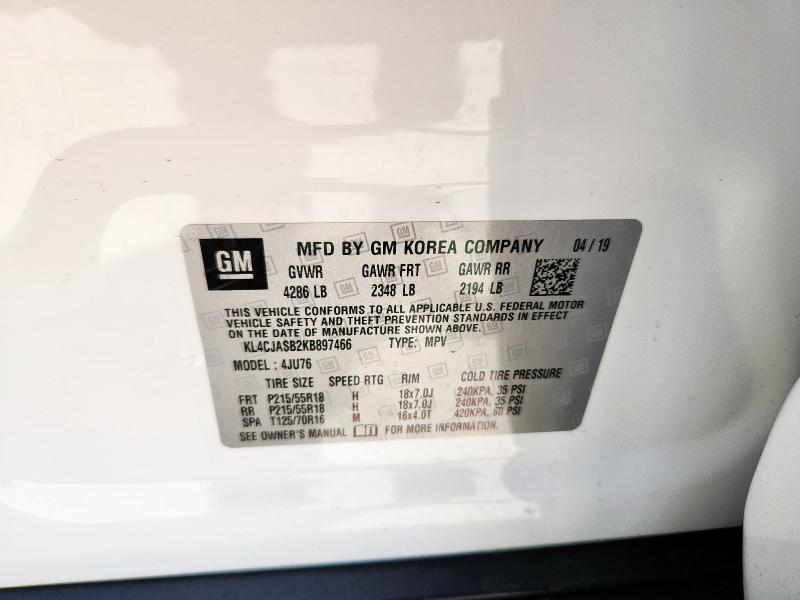 GM MFD BY GM KOREA COMPANY 04 / 19
GVWR GAWR FRT GAWR RR
4286 LB 2348 LB 2194 LB
THIS VEHICLE CONFORMS TO ALL APPLICABLE U.S. FEDERAL MOTOR
VEHICLE SAFETY AND THEFT PREVENTION STANDARDS IN EFFECT
ON THE DATE OF MANUFACTURE SHOWN ABOVE.
KL4CJASB2KB897466 TYPE: MPV
MODEL : 4JU76
TIRE SIZE SPEED RTG RIM COLD TIRE PRESSURE
FRT P215/55R18 H 18x7.0J 240KPA, 35 PSI
RR P215/55R18 H 18x7.0J 240KPA, 35 PSI
SPA T125/70R16 M 16x4.0T 420KPA, 60 PSI
SEE OWNER'S MANUAL FOR MORE INFORMATION.